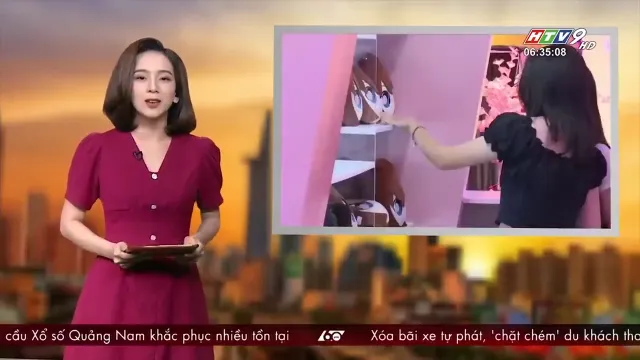 HTV9 HD
06:35:08
cầu Xổ số Quảng Nam khắc phục nhiều tồn tại
Xóa bãi xe tự phát, 'chặt chém' du khách